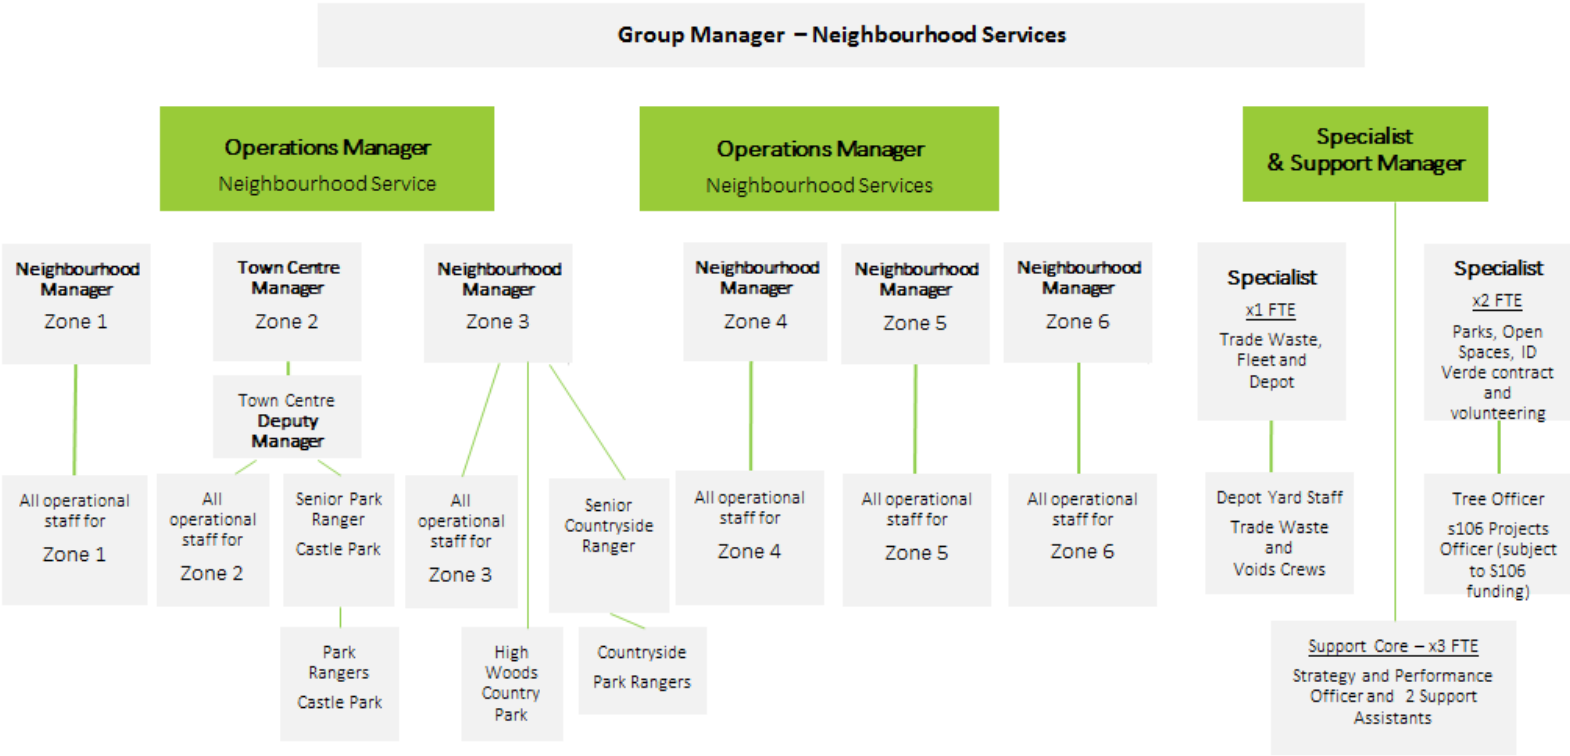 Group Manager – Neighbourhood Services
Operations Manager
Neighbourhood Service
Operations Manager
Neighbourhood Services
Specialist
& Support Manager
Neighbourhood
Manager
Zone 1
Town Centre
Manager
Zone 2
Neighbourhood
Manager
Zone 3
Neighbourhood
Manager
Zone 4
Neighbourhood
Manager
Zone 5
Neighbourhood
Manager
Zone 6
Specialist
x1 FTE
Trade Waste,
Fleet and
Depot
Specialist
x2 FTE
Parks, Open
Spaces, ID
Verde contract
and
volunteering
Town Centre
Deputy
Manager
All operational
staff for
Zone 1
All
operational
staff for
Zone 2
Senior Park
Ranger
Castle Park
All
operational
staff for
Zone 3
Senior
Countryside
Ranger
All operational
staff for
Zone 4
All operational
staff for
Zone 5
All operational
staff for
Zone 6
Depot Yard Staff
Trade Waste
and
Voids Crews
Tree Officer
s106 Projects
Officer (subject
to S106
funding)
Park
Rangers
Castle Park
High
Woods
Country
Park
Countryside
Park Rangers
Support Core – x3 FTE
Strategy and Performance
Officer and 2 Support
Assistants